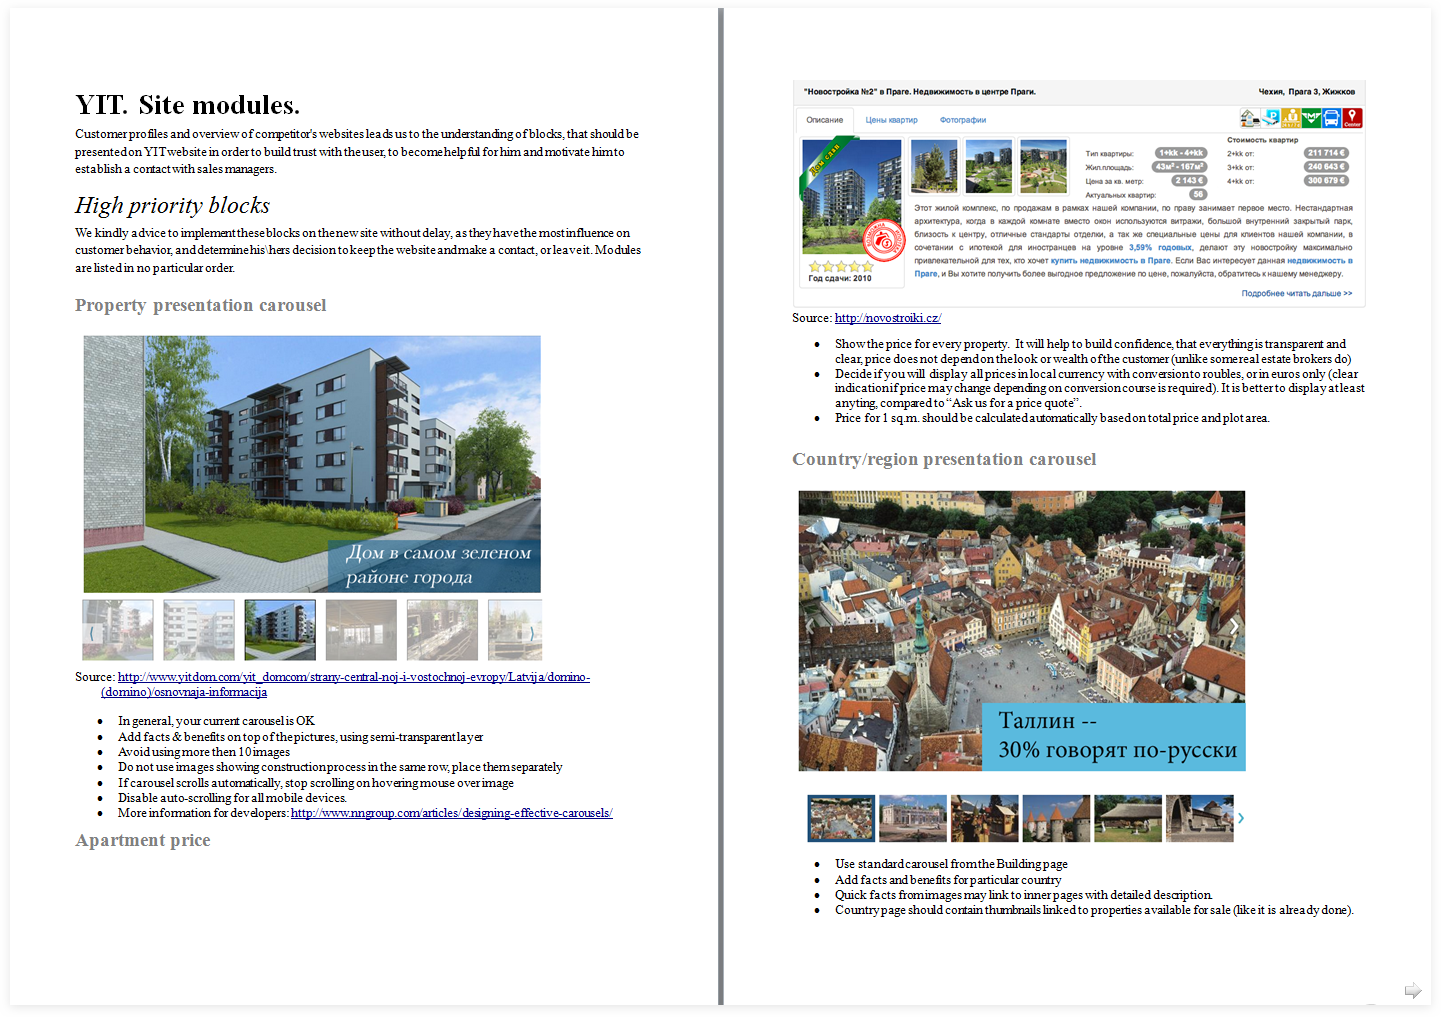 YIT. Site modules.
Customer profiles and overview of competitor's websites leads us to the understanding of blocks, that should be
presented on YIT website in order to build trust with the user, to become helpful for him and motivate him to
establish a contact with sales managers.
High priority blocks
We kindly advice to implement these blocks on the new site without delay, as they have the most influence on
customer behavior, and determine his\hers decision to keep the website and make a contact, or leave it. Modules
are listed in no particular order.
Property presentation carousel
Дом в самом зеленом
районе города
Source: http://www.yitdom.com/yit_domcom/strany-central-noj-i-vostochnoj-evropy/Latvija/domino-
(domino)/osnovnaja-informacija
• In general, your current carousel is OK
• Add facts & benefits on top of the pictures, using semi-transparent layer
• Avoid using more then 10 images
• Do not use images showing construction process in the same row, place them separately
• If carousel scrolls automatically, stop scrolling on hovering mouse over image
• Disable auto-scrolling for all mobile devices.
• More information for developers: http://www.nngroup.com/articles/designing-effective-carousels/
Apartment price
"Новостройка №2" в Праге. Недвижимость в центре Праги. Чехия, Прага 3, Жижков
Описание Цены квартир Фотографии
Center
Дом сдан
Год сдачи: 2010
Тип квартиры: 1+kk - 4+kk
Жил.площадь: 43м² - 167м²
Цена за кв. метр: 2 143 €
Актуальных квартир: 56
Стоимость квартир
2+kk от: 211 714 €
3+kk от: 240 643 €
4+kk от: 300 679 €
Этот жилой комплекс, по продажам в рамках нашей компании, по праву занимает первое место. Нестандартная
архитектура, когда в каждой комнате вместо окон используются витражи, большой внутренний закрытый парк,
близость к центру, отличные стандарты отделки, а так же специальные цены для клиентов нашей компании, в
сочетании с ипотекой для иностранцев на уровне 3,59% годовых, делают эту новостройку максимально
привлекательной для тех, кто хочет купить недвижимость в Праге. Если Вас интересует данная недвижимость в
Праге, и Вы хотите получить более выгодное предложение по цене, пожалуйста, обратитесь к нашему менеджеру.
Подробнее читать дальше >>
Source: http://novostroiki.cz/
• Show the price for every property. It will help to build confidence, that everything is transparent and
clear, price does not depend on the look or wealth of the customer (unlike some real estate brokers do)
• Decide if you will display all prices in local currency with conversion to roubles, or in euros only (clear
indication if price may change depending on conversion course is required). It is better to display at least
anyting, compared to “Ask us for a price quote”.
• Price for 1 sq.m. should be calculated automatically based on total price and plot area.
Country/region presentation carousel
Таллин --
30% говорят по-русски
• Use standard carousel from the Building page
• Add facts and benefits for particular country
• Quick facts from images may link to inner pages with detailed description.
• Country page should contain thumbnails linked to properties available for sale (like it is already done).